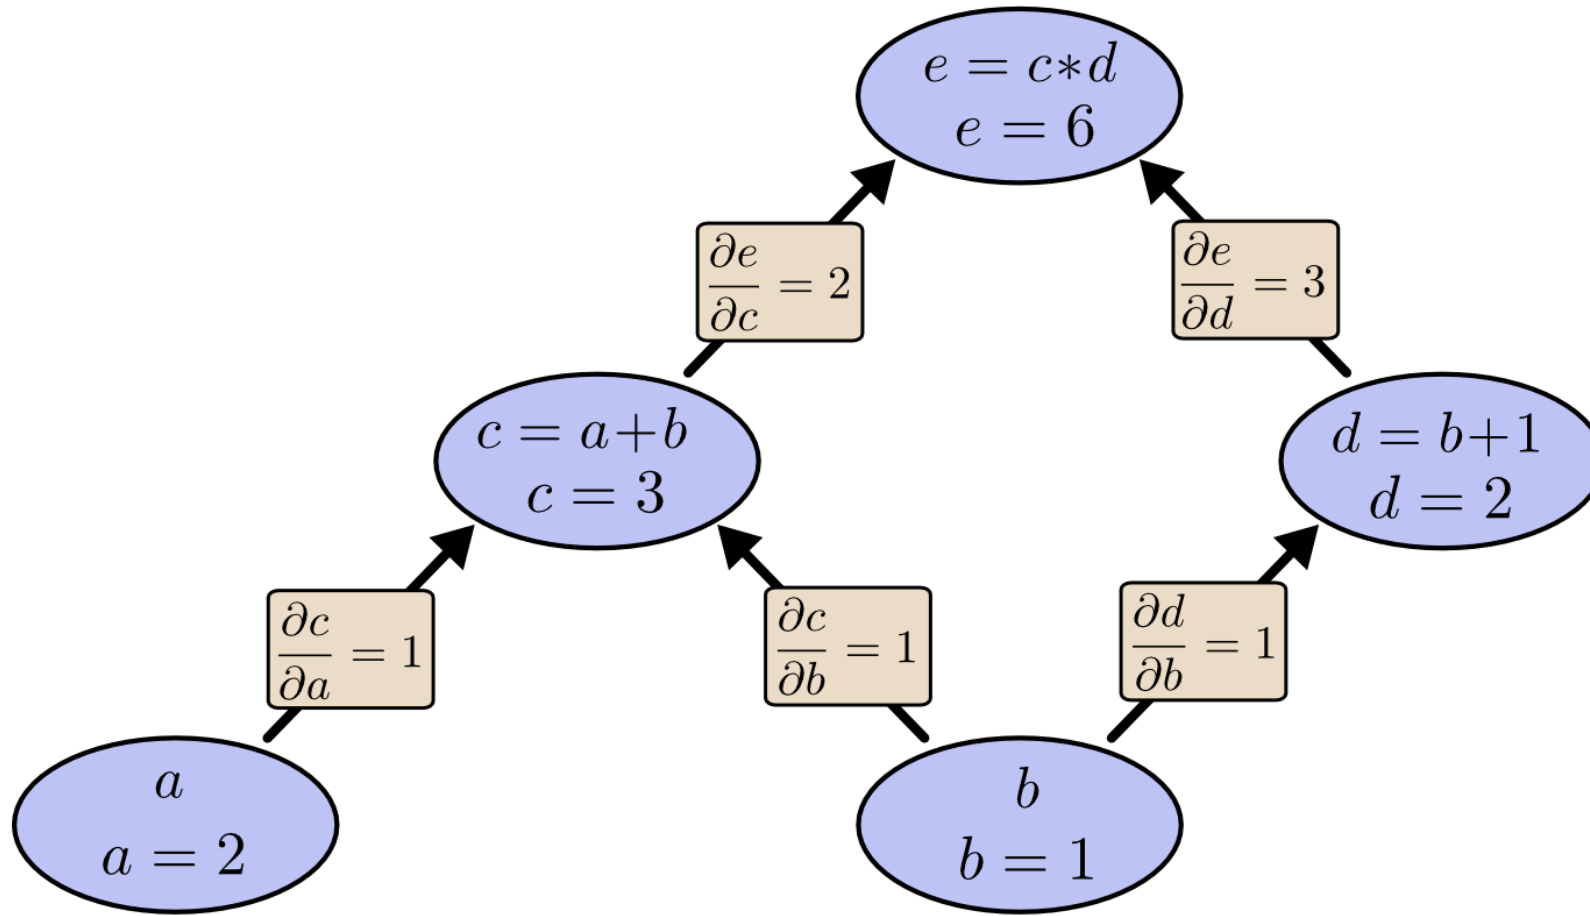 e = c*d
e = 6
∂e/∂c = 2
∂e/∂d = 3
c = a+b
c = 3
d = b+1
d = 2
∂c/∂a = 1
∂c/∂b = 1
∂d/∂b = 1
a
a = 2
b
b = 1